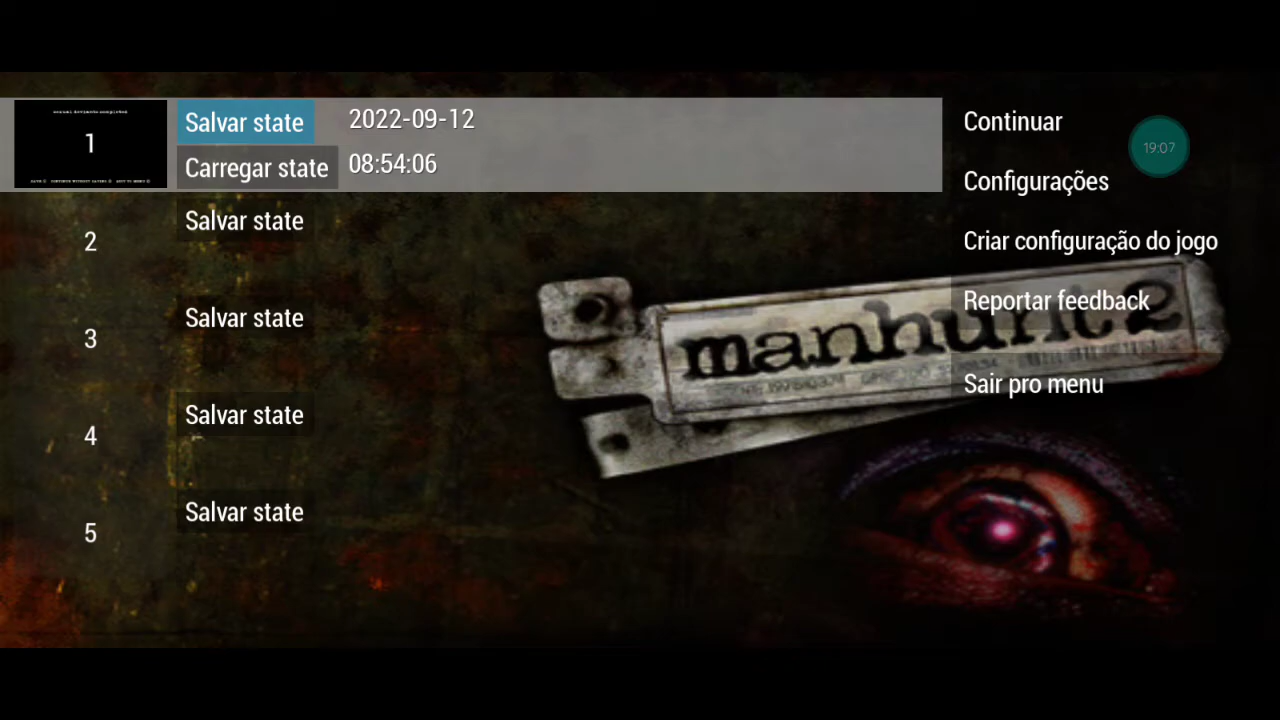 1
Salvar state
2022-09-12
Carregar state
08:54:06
2
Salvar state
3
Salvar state
4
Salvar state
5
Salvar state
Continuar
19:07
Configurações
Criar configuração do jogo
Reportar feedback
Sair pro menu
manhunt 2